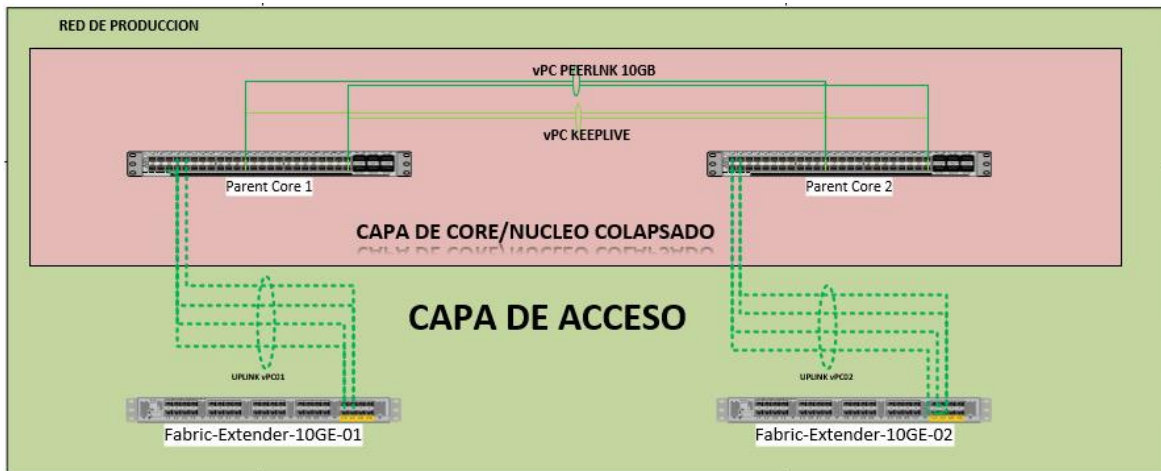 RED DE PRODUCCION
vPC PEERLNK 10GB
vPC KEEPLIVE
Parent Core 1
Parent Core 2
CAPA DE CORE/NUCLEO COLAPSADO
CAPA DE ACCESO
UPLINK vPC01
UPLINK vPC02
Fabric-Extender-10GE-01
Fabric-Extender-10GE-02